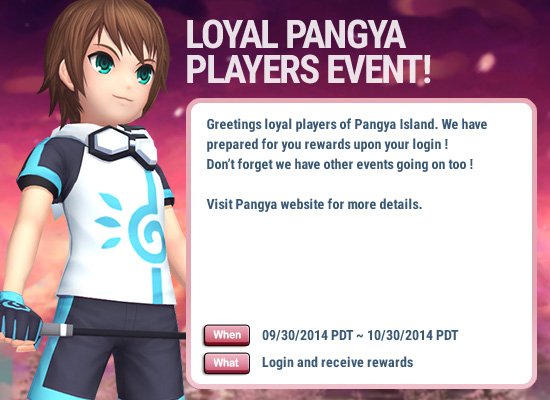 LOYAL PANGYA
PLAYERS EVENT!
Greetings loyal players of Pangya Island. We have
prepared for you rewards upon your login !
Don't forget we have other events going on too !
Visit Pangya website for more details.
When 09/30/2014 PDT ~ 10/30/2014 PDT
What Login and receive rewards